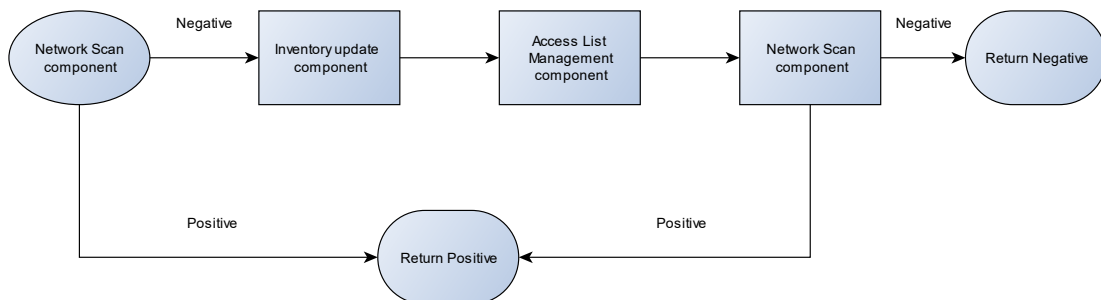 Negative
Network Scan
component
Inventory update
component
Access List
Management
component
Network Scan
component
Negative
Return Negative
Positive
Positive
Return Positive